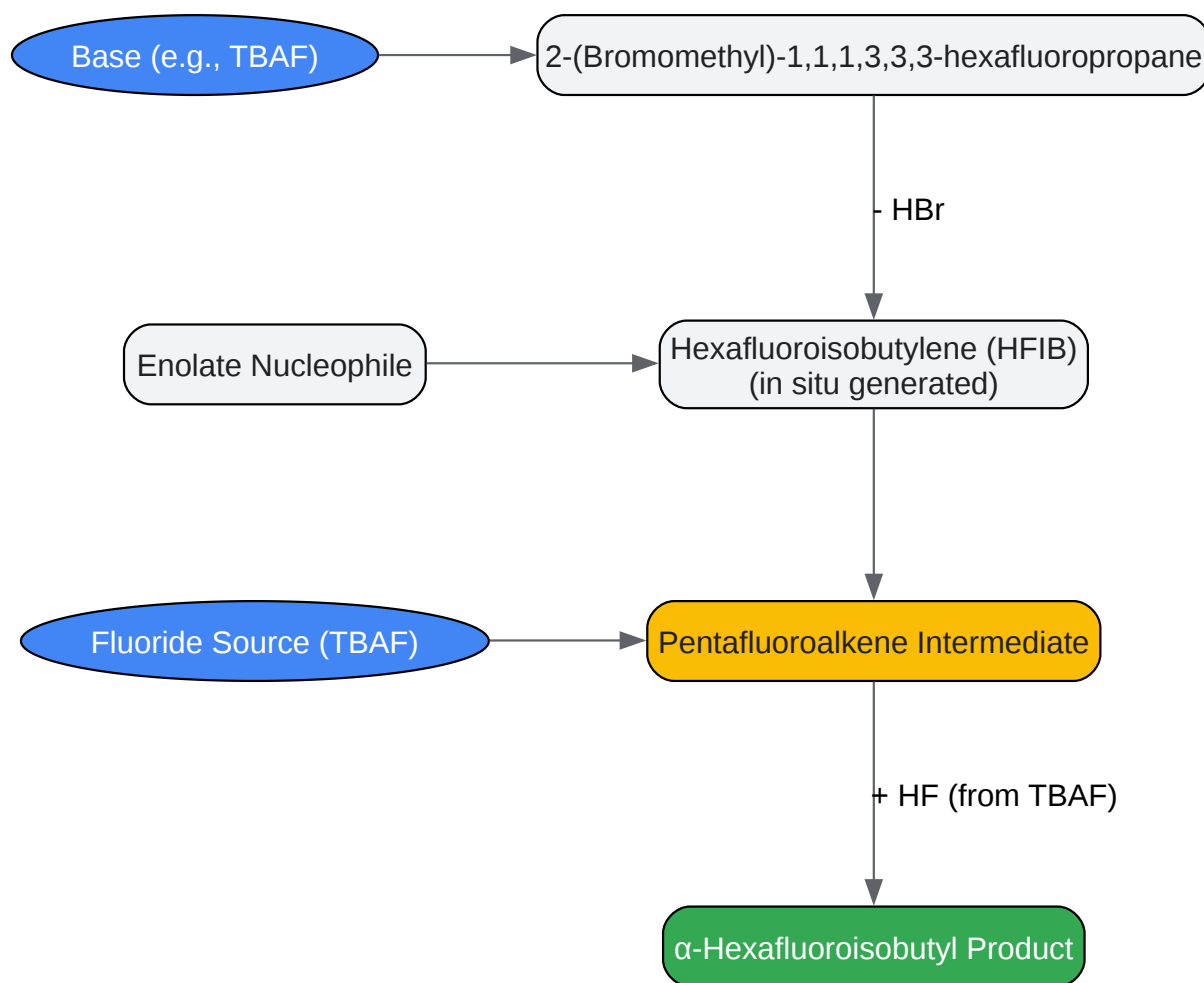 Base (e.g., TBAF)
2-(Bromomethyl)-1,1,1,3,3,3-hexafluoropropane
- HBr
Enolate Nucleophile
Hexafluoroisobutylene (HFIB)
(in situ generated)
Fluoride Source (TBAF)
Pentafluoroalkene Intermediate
+ HF (from TBAF)
α-Hexafluoroisobutyl Product